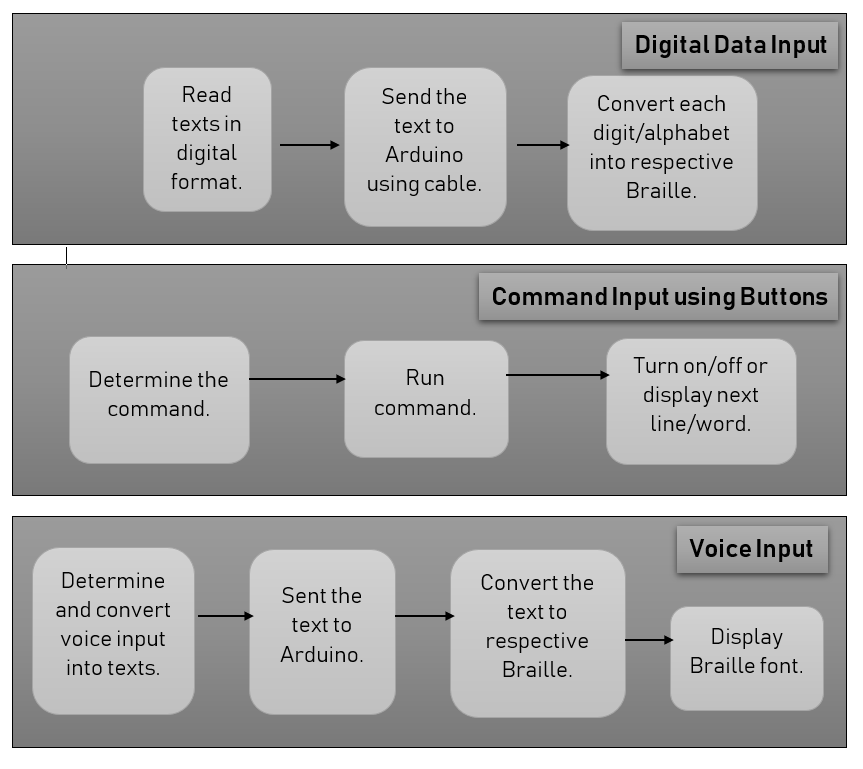 Digital Data Input
Read
texts in
digital
format.
Send the
text to
Arduino
using cable.
Convert each
digit/alphabet
into respective
Braille.
Command Input using Buttons
Determine the
command.
Run
command.
Turn on/off or
display next
line/word.
Voice Input
Determine
and convert
voice input
into texts.
Sent the
text to
Arduino.
Convert the
text to
respective
Braille.
Display
Braille font.